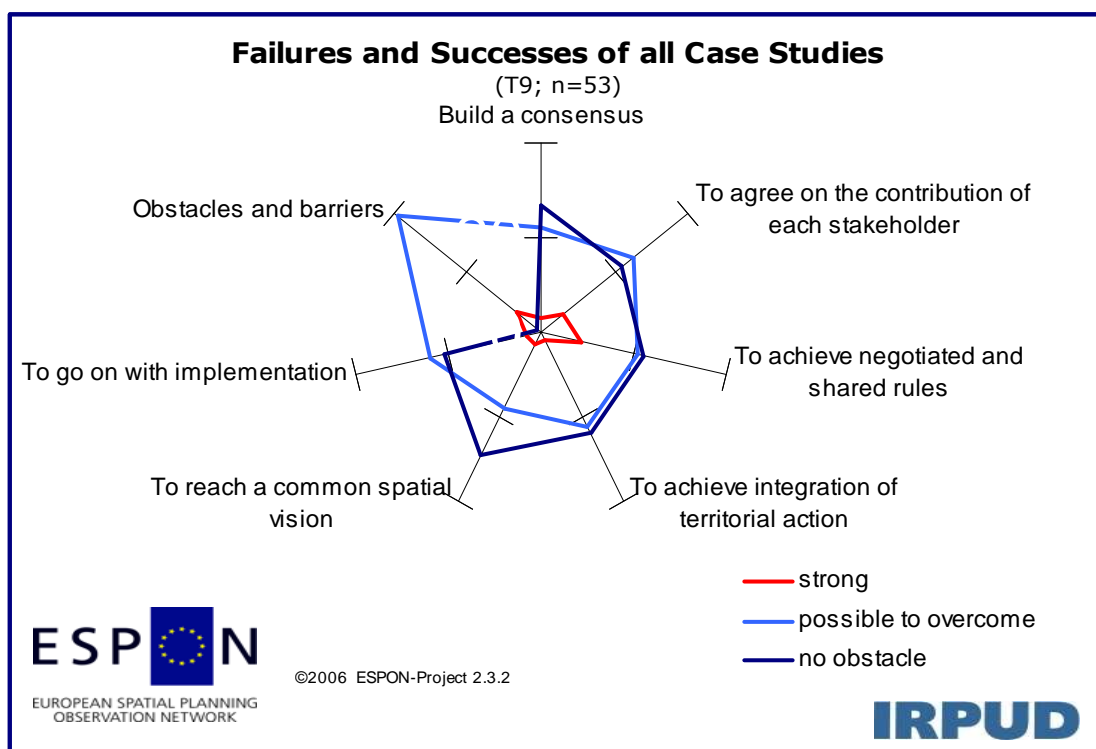 Failures and Successes of all Case Studies
(T9; n=53)
Build a consensus
To agree on the contribution of
each stakeholder
Obstacles and barriers
To achieve negotiated and
shared rules
To go on with implementation
To reach a common spatial
vision
To achieve integration of
territorial action
strong
possible to overcome
no obstacle
ESPON
EUROPEAN SPATIAL PLANNING
OBSERVATION NETWORK
©2006 ESPON-Project 2.3.2
IRPUD